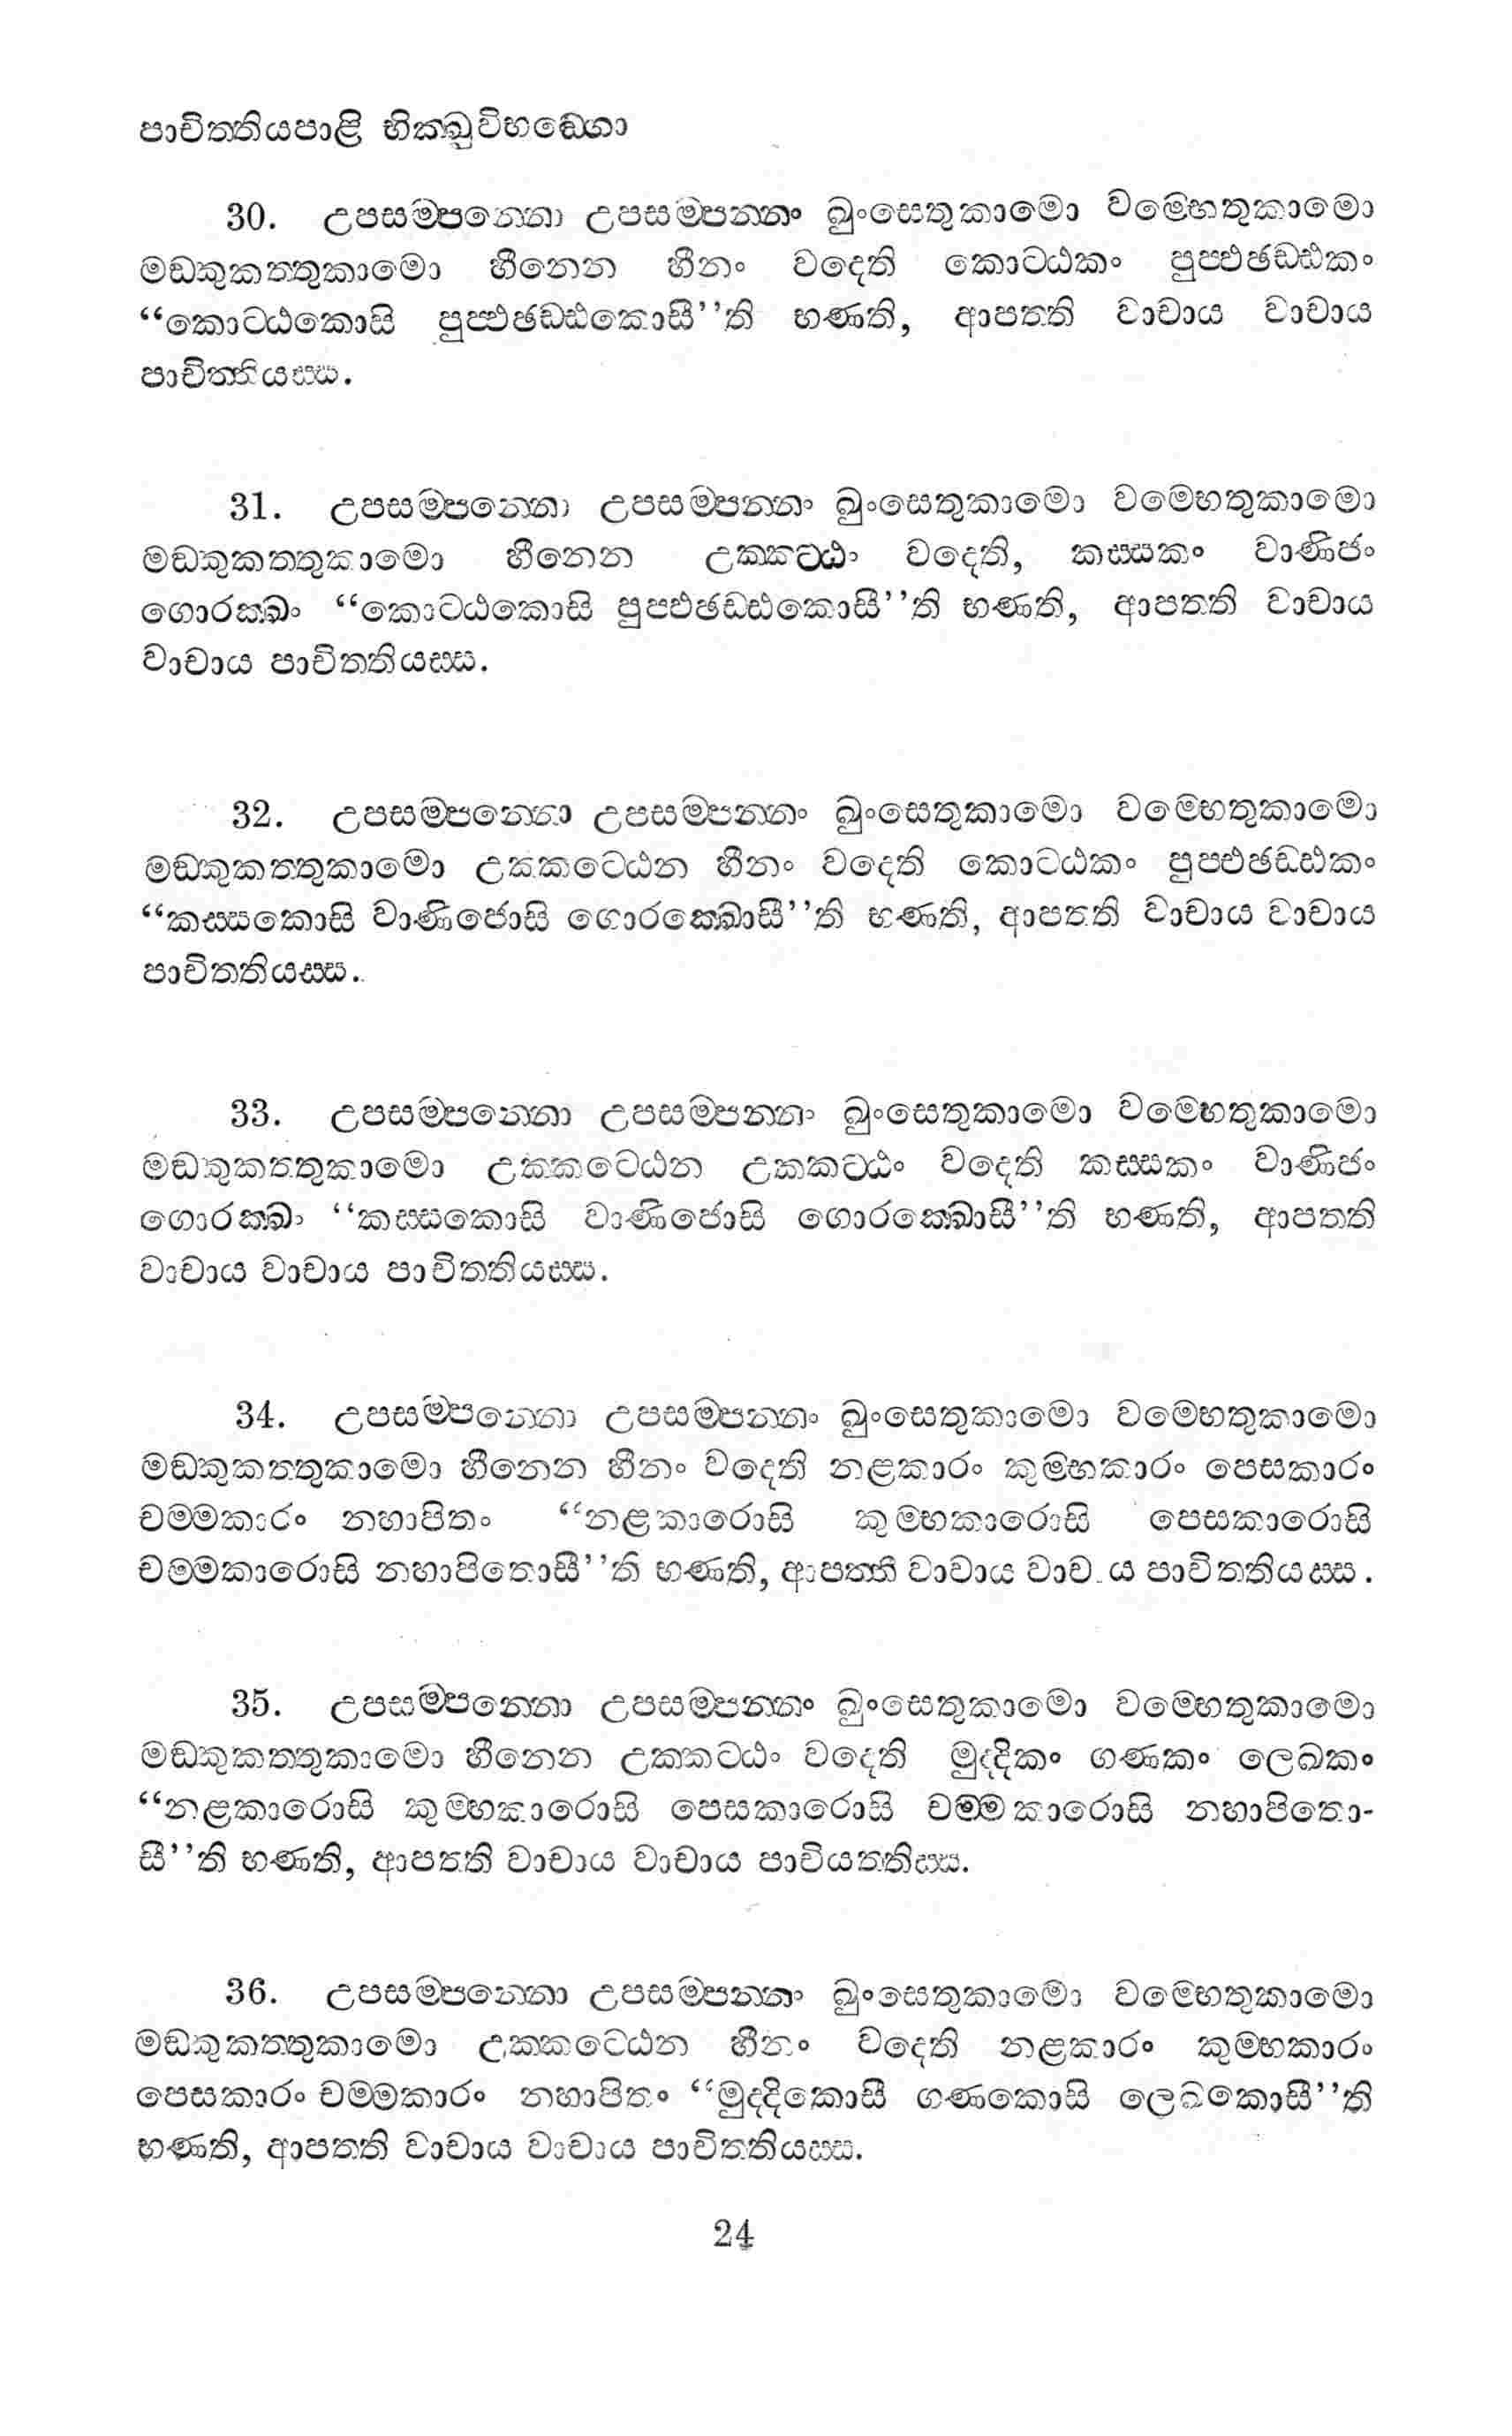 පාචිත්තියපාළි භික්ඛුවිභඞ්ගො
30. උපසම්පන්නො උපසම්පන්නං ඛුංසෙතුකාමො වම්භෙතුකාමො
මඞ්කුකත්තුකාමො හීනෙන හීනං වදෙති කොට්ඨකං පුප්ඵඡඩ්ඪකං
“කොට්ඨකොසි පුප්ඵඡඩ්ඪකොසී’’ති භණති, ආපත්ති වාචාය වාචාය
පාචිත්තියස්ස.
31. උපසම්පන්නො උපසම්පන්නං ඛුංසෙතුකාමො වම්භෙතුකාමො
මඞ්කුකත්තුකාමො හීනෙන උක්කට්ඨං වදෙති, කස්සකං වාණිජං
ගොරක්ඛං “කොට්ඨකොසි පුප්ඵඡඩ්ඪකොසී’’ති භණති, ආපත්ති වාචාය
වාචාය පාචිත්තියස්ස.
32. උපසම්පන්නො උපසම්පන්නං ඛුංසෙතුකාමො වම්භෙතුකාමො
මඞ්කුකත්තුකාමො උක්කට්ඨෙන හීනං වදෙති කොට්ඨකං පුප්ඵඡඩ්ඪකං
“කස්සකොසි වාණිජොසි ගොරක්ඛොසී’’ති භණති, ආපත්ති වාචාය වාචාය
පාචිත්තියස්ස.
33. උපසම්පන්නො උපසම්පන්නං ඛුංසෙතුකාමො වම්භෙතුකාමො
මඞ්කුකත්තුකාමො උක්කට්ඨෙන උක්කට්ඨං වදෙති කස්සකං වාණිජං
ගොරක්ඛං “කස්සකොසි වාණිජොසි ගොරක්ඛොසී’’ති භණති, ආපත්ති
වාචාය වාචාය පාචිත්තියස්ස.
34. උපසම්පන්නො උපසම්පන්නං ඛුංසෙතුකාමො වම්භෙතුකාමො
මඞ්කුකත්තුකාමො හීනෙන හීනං වදෙති නළකාරං කුම්භකාරං පෙසකාරං
චම්මකාරං නහාපිතං “නළකාරොසි කුම්භකාරොසි පෙසකාරොසි
චම්මකාරොසි නහාපිතොසී’’ති භණති, ආපත්තී වාචාය වාචාය පාචිත්තියස්ස.
35. උපසම්පන්නො උපසම්පන්නං ඛුංසෙතුකාමො වම්භෙතුකාමො
මඞ්කුකත්තුකාමො හීනෙන උක්කට්ඨං වදෙති මුද්දිකං ගණකං ලෙඛකං
“නළකාරොසි කුම්භකාරොසි පෙසකාරොසි චම්මකාරොසි නහාපිතො-
සී’’ති භණති, ආපත්ති වාචාය වාචාය පාචියත්තිස්ස.
36. උපසම්පන්නො උපසම්පන්නං ඛුංසෙතුකාමො වම්භෙතුකාමො
මඞ්කුකත්තුකාමො උක්කට්ඨෙන හීනං වදෙති නළකාරං කුම්භකාරං
පෙසකාරං චම්මකාරං නහාපිතං “මුද්දිකොසී ගණකොසි ලෙඛකොසී’’ති
භණති, ආපත්ති වාචාය වාචාය පාචිත්තියස්ස.
24